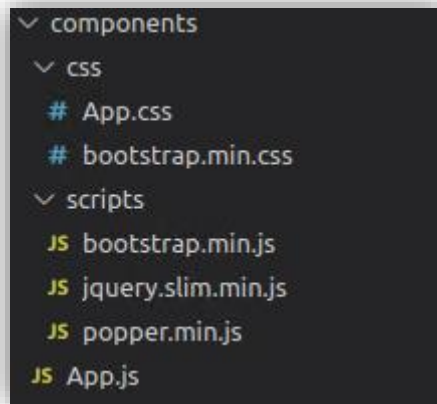 components
css
# App.css
# bootstrap.min.css
scripts
JS bootstrap.min.js
JS jquery.slim.min.js
JS popper.min.js
JS App.js